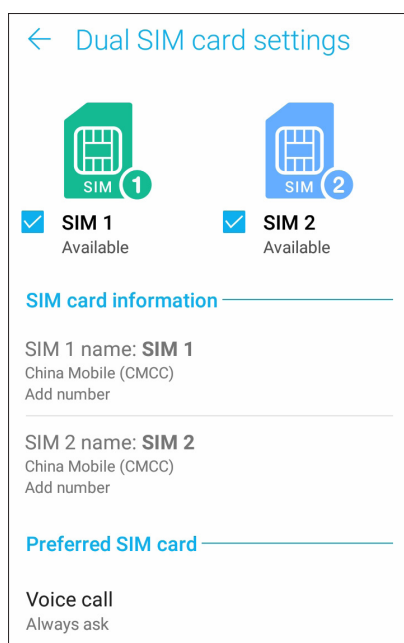 Dual SIM card settings
SIM 1 SIM 2
SIM 1 SIM 2
Available Available
SIM card information
SIM 1 name: SIM 1
China Mobile (CMCC)
Add number
SIM 2 name: SIM 2
China Mobile (CMCC)
Add number
Preferred SIM card
Voice call
Always ask